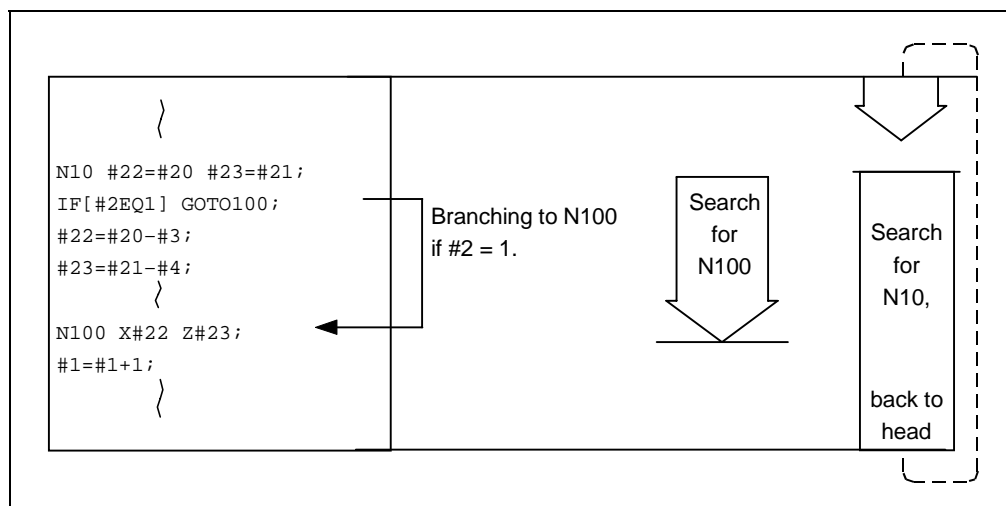 N10 #22=#20 #23=#21;
IF[#2EQ1] GOTO100;
#22=#20−#3;
#23=#21−#4;
N100 X#22 Z#23;
#1=#1+1;
Branching to N100
if #2 = 1.
Search
for
N100
Search
for
N10,
back to
head